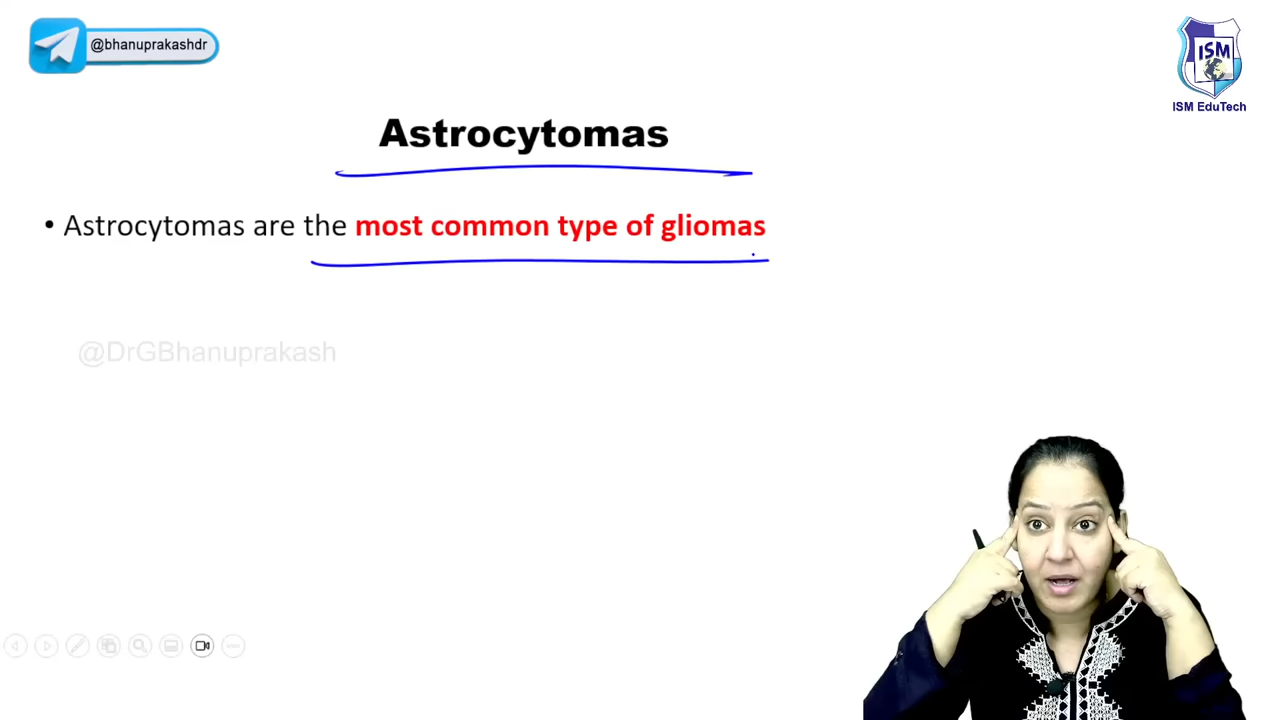 @bhanuprakashdr
ISM
ISM EduTech
Astrocytomas
• Astrocytomas are the most common type of gliomas
@DrGBhanuprakash